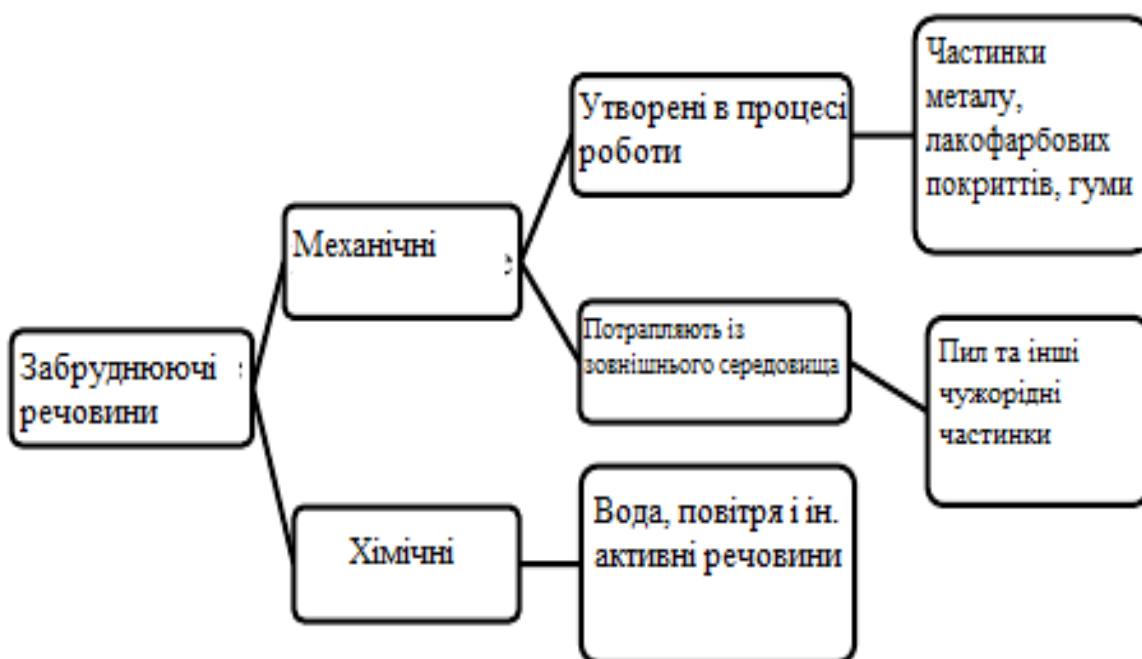 Забруднюючі
речовини
Механічні
Утворені в процесі
роботи
Частинки
металу,
лакофарбових
покриттів, гуми
Потрапляють із
зовнішнього середовища
Пил та інші
чужорідні
частинки
Хімічні
Вода, повітря і ін.
активні речовини